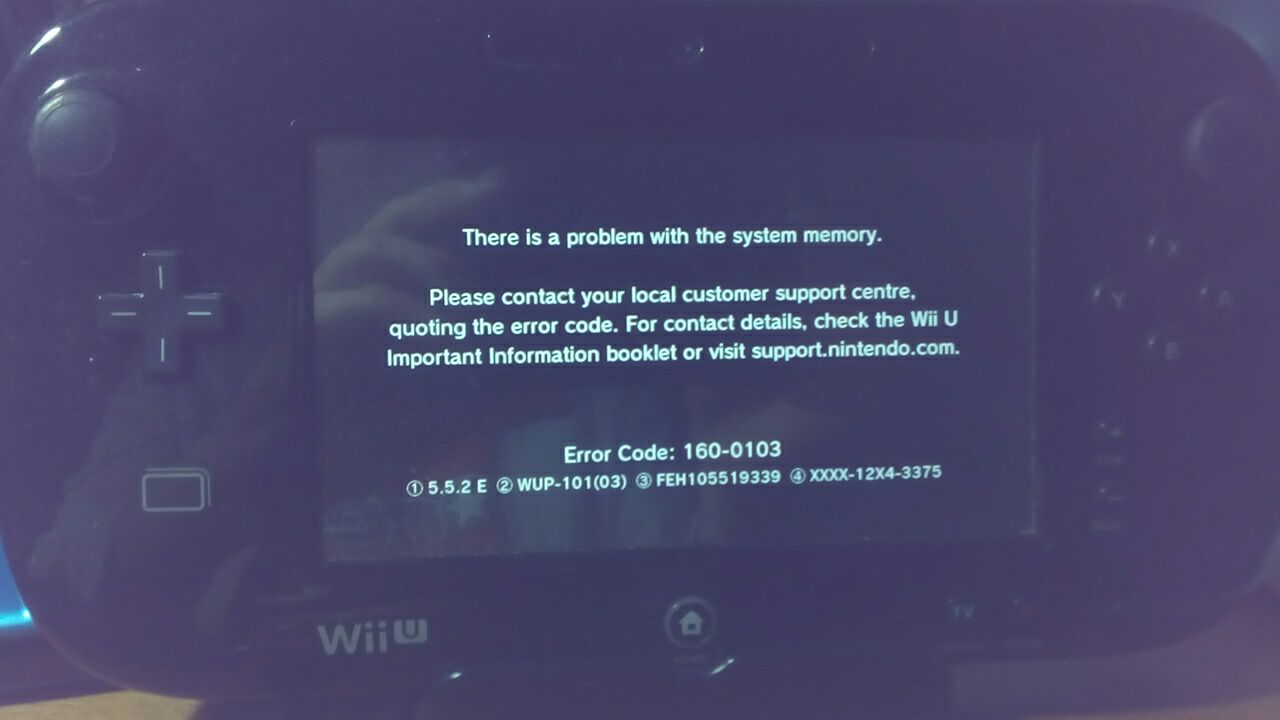 There is a problem with the system memory.
Please contact your local customer support centre,
quoting the error code. For contact details, check the Wii U
Important Information booklet or visit support.nintendo.com.
Error Code: 160-0103
① 5.5.2 E ② WUP-101(03) ③ FEH105519339 ④ XXXX-12X4-3375
X
Y A
B
+
-
Wii U
TV